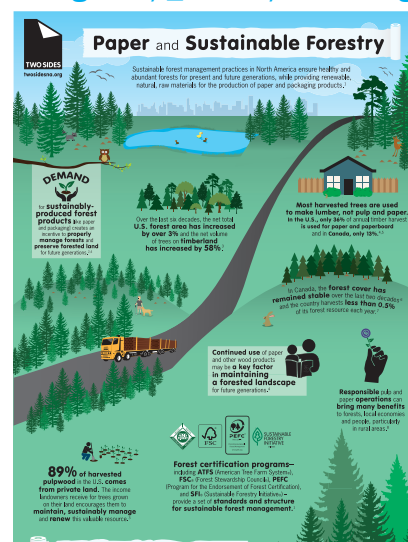 TWO SIDES
twosidesna.org
Paper and Sustainable Forestry
Sustainable forest management practices in North America ensure healthy and
abundant forests for present and future generations, while providing renewable,
natural, raw materials for the production of paper and packaging products.
DEMAND
for sustainably-
produced forest
products (like paper
and packaging) creates an
incentive to properly
manage forests and
preserve forested land
for future generations.
Over the last six decades, the net total
U.S. forest area has increased
by over 3% and the net volume
of trees on timberland
has increased by 58%.
Most harvested trees are used
to make lumber, not pulp and paper.
In the U.S., only 36% of annual timber harvest
is used for paper and paperboard
and in Canada, only 13%.
In Canada, the forest cover has
remained stable over the last two decades
and the country harvests less than 0.5%
of its forest resource each year.
Continued use of paper
and other wood products
may be a key factor
in maintaining
a forested landscape
for future generations.
Responsible pulp and
paper operations can
bring many benefits
to forests, local economies
and people, particularly
in rural areas.
FSC
PEFC
SUSTAINABLE
FORESTRY
INITIATIVE
89% of harvested
pulpwood in the U.S. comes
from private land. The income
landowners receive for trees grown
on their land encourages them to
maintain, sustainably manage
and renew this valuable resource.
Forest certification programs—
including ATFS (American Tree Farm System),
FSC (Forest Stewardship Council), PEFC
(Program for the Endorsement of Forest Certification),
and SFI (Sustainable Forestry Initiative)—
provide a set of standards and structure
for sustainable forest management.